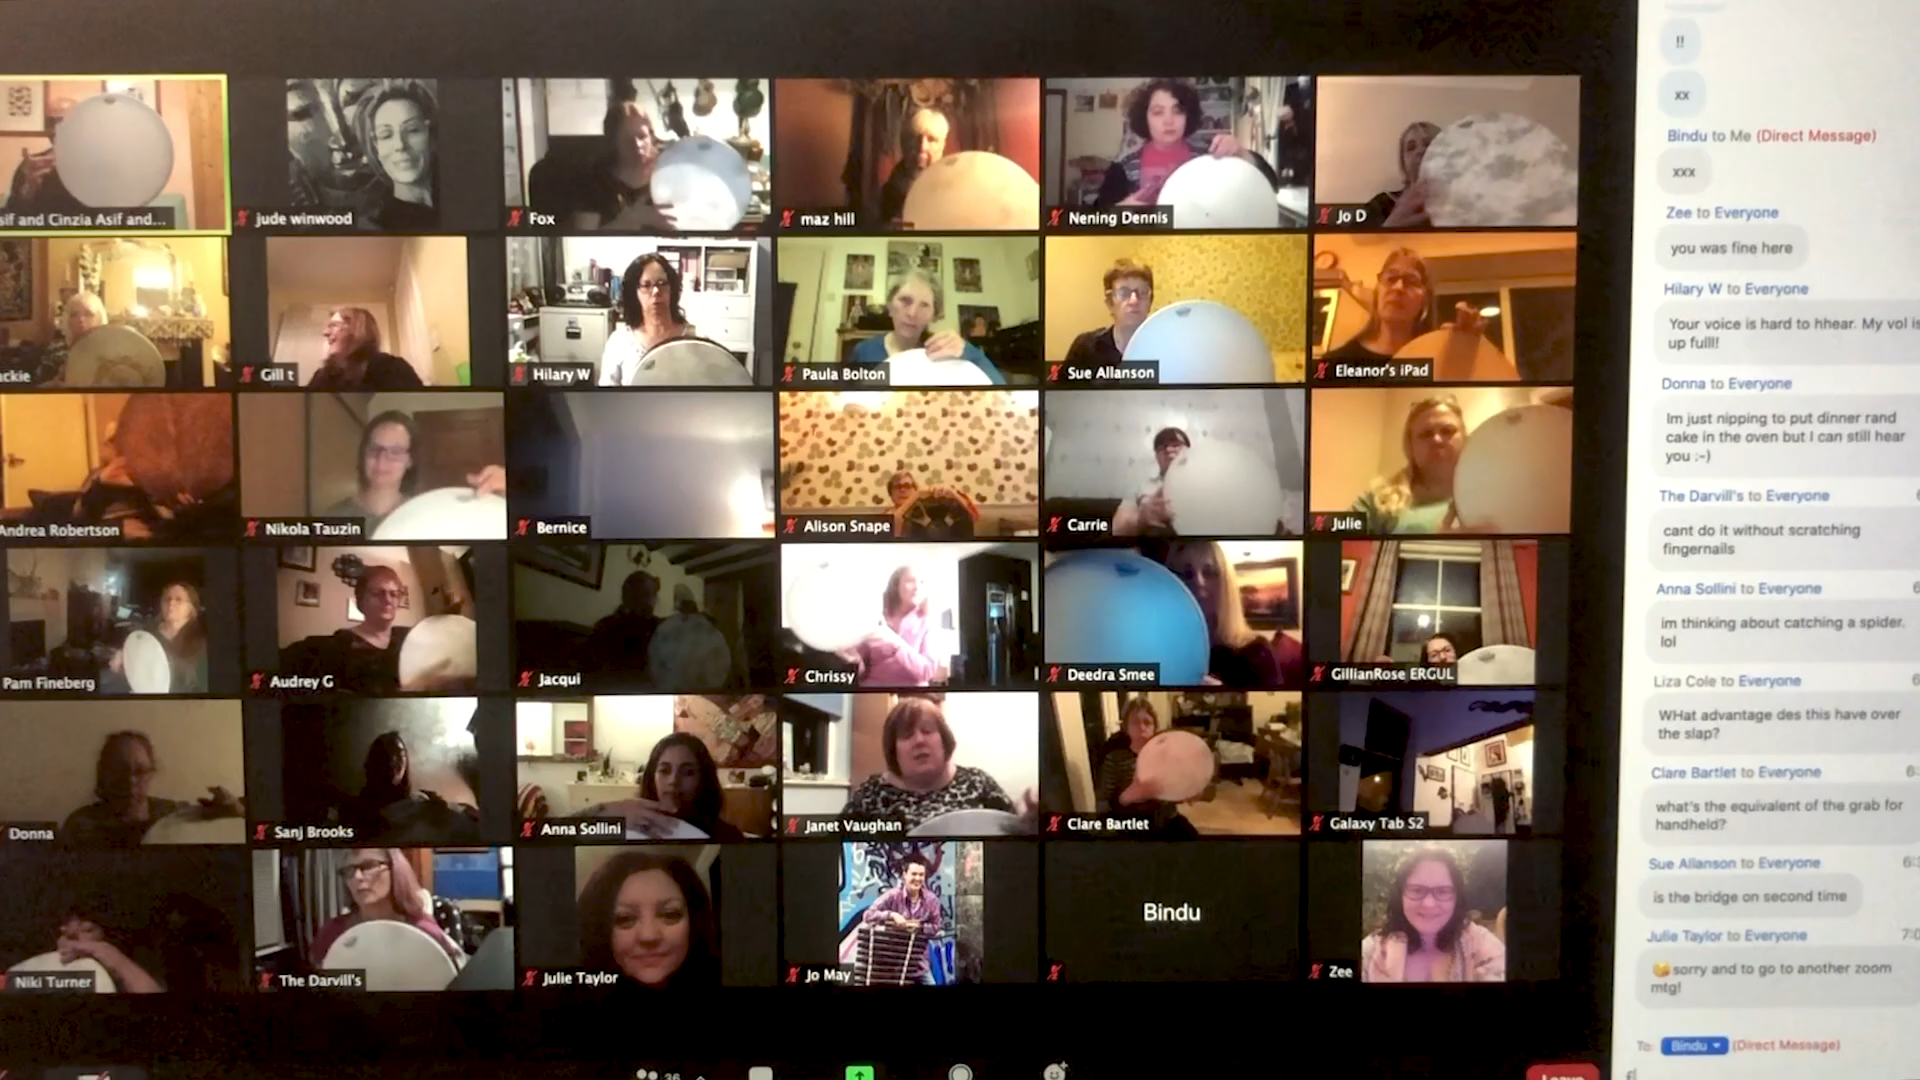 sif and Cinzia Asif and...
jude winwood
Fox
maz hill
Nening Dennis
Jo D
ckie
Gill t
Hilary W
Paula Bolton
Sue Allanson
Eleanor's iPad
Andrea Robertson
Nikola Tauzin
Bernice
Alison Snape
Carrie
Julie
Pam Fineberg
Audrey G
Jacqui
Chrissy
Deedra Smee
GillianRose ERGUL
Donna
Sanj Brooks
Anna Sollini
Janet Vaughan
Clare Bartlet
Galaxy Tab S2
Niki Turner
The Darvill's
Julie Taylor
Jo May
Bindu
Zee
36
Leave
!!
xx
Bindu to Me (Direct Message)
xxx
Zee to Everyone
you was fine here
Hilary W to Everyone
Your voice is hard to hhear. My vol is
up fulll!
Donna to Everyone
Im just nipping to put dinner rand
cake in the oven but I can still hear
you :~)
The Darvill's to Everyone
cant do it without scratching
fingernails
Anna Sollini to Everyone
im thinking about catching a spider.
lol
Liza Cole to Everyone
WHat advantage des this have over
the slap?
Clare Bartlet to Everyone
what's the equivalent of the grab for
handheld?
Sue Allanson to Everyone
is the bridge on second time
Julie Taylor to Everyone
😘 sorry and to go to another zoom
mtg!
To: Bindu (Direct Message)